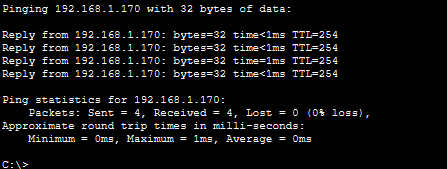 Pinging 192.168.1.170 with 32 bytes of data:
Reply from 192.168.1.170: bytes=32 time<1ms TTL=254
Reply from 192.168.1.170: bytes=32 time<1ms TTL=254
Reply from 192.168.1.170: bytes=32 time=1ms TTL=254
Reply from 192.168.1.170: bytes=32 time<1ms TTL=254
Ping statistics for 192.168.1.170:
Packets: Sent = 4, Received = 4, Lost = 0 (0% loss),
Approximate round trip times in milli-seconds:
Minimum = 0ms, Maximum = 1ms, Average = 0ms
C:\>